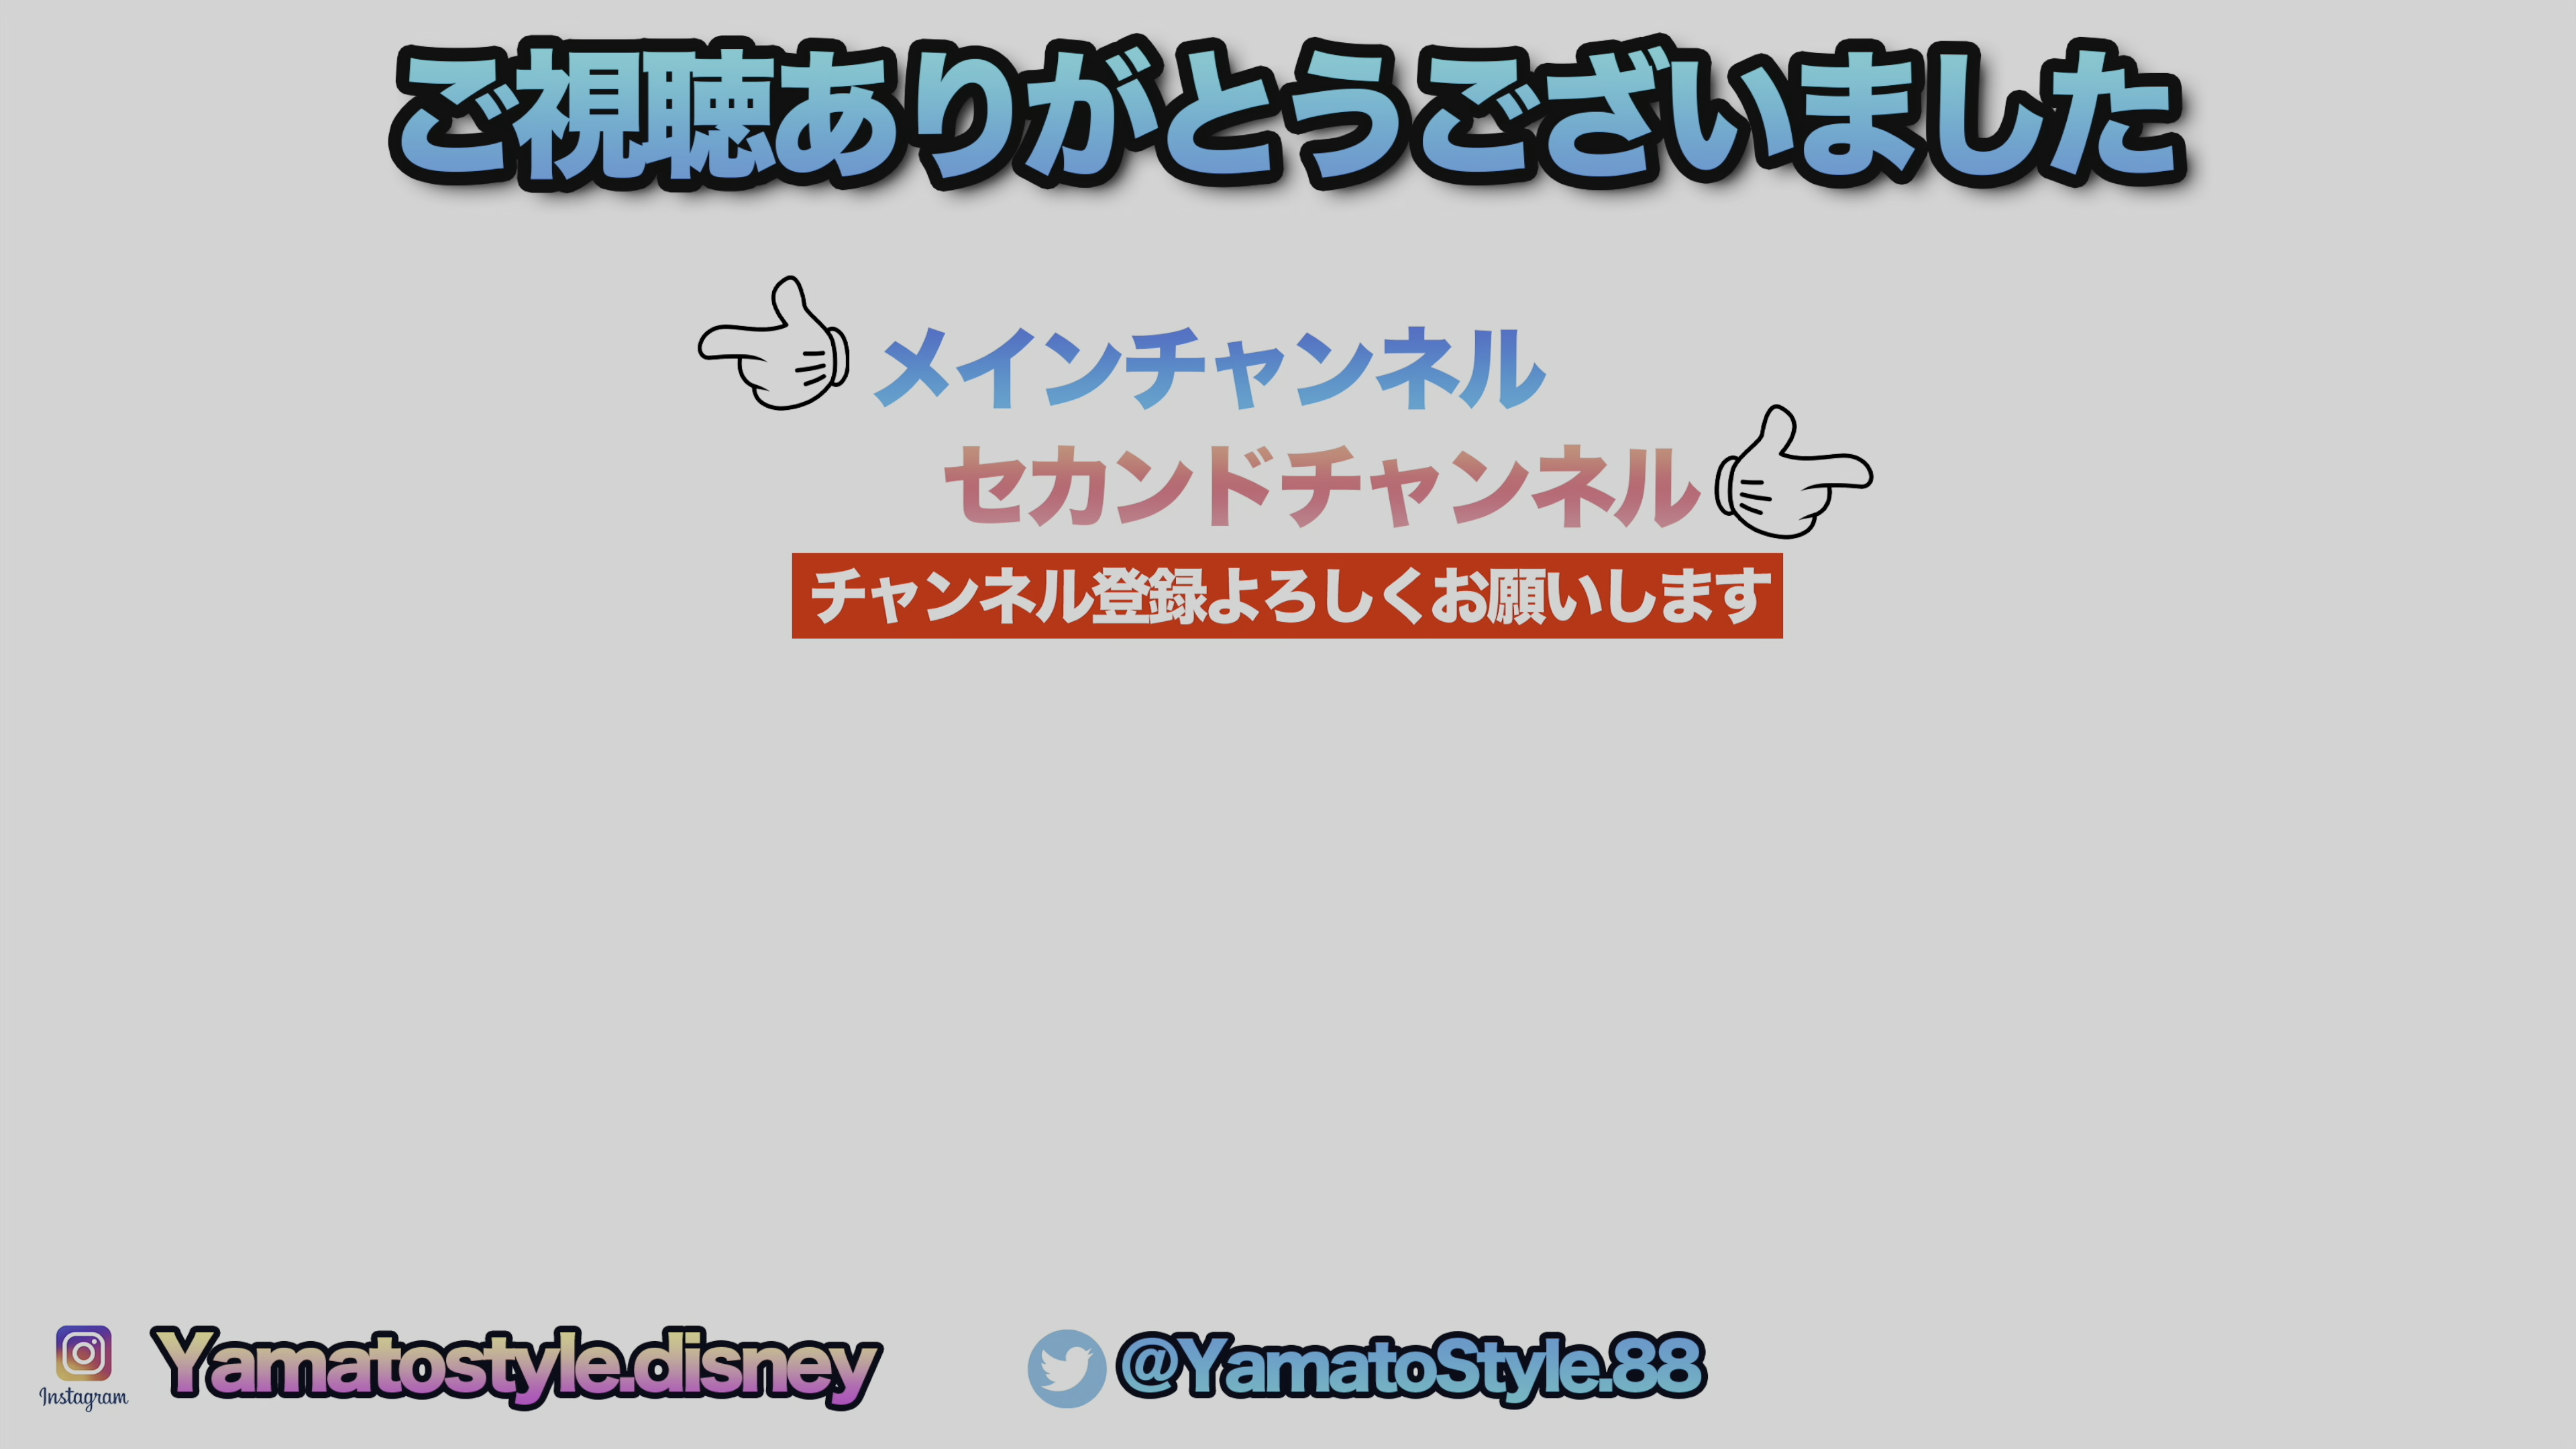 ご視聴ありがとうございました
メインチャンネル
セカンドチャンネル
チャンネル登録よろしくお願いします
Instagram
Yamatostyle.disney
@YamatoStyle.88